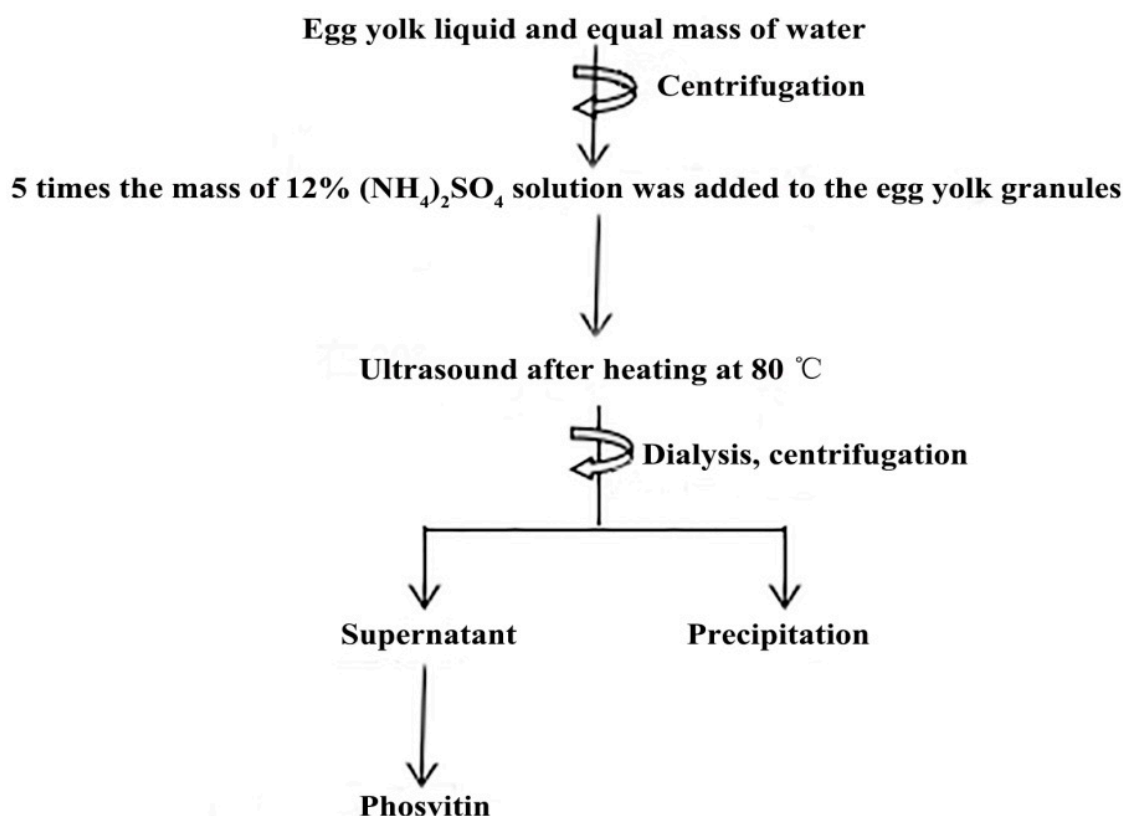 Egg yolk liquid and equal mass of water
Centrifugation
5 times the mass of 12% (NH₄)₂SO₄ solution was added to the egg yolk granules
Ultrasound after heating at 80 ℃
Dialysis, centrifugation
Supernatant
Precipitation
Phosvitin